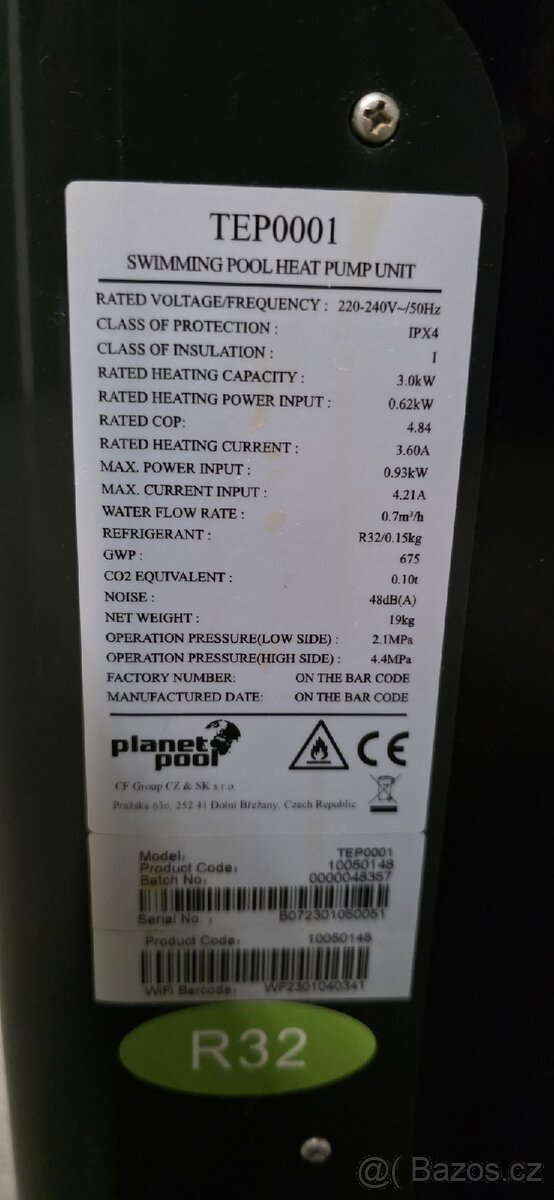 TEP0001
SWIMMING POOL HEAT PUMP UNIT
RATED VOLTAGE/FREQUENCY : 220-240V~/50Hz
CLASS OF PROTECTION : IPX4
CLASS OF INSULATION : I
RATED HEATING CAPACITY : 3.0kW
RATED HEATING POWER INPUT : 0.62kW
RATED COP: 4.84
RATED HEATING CURRENT : 3.60A
MAX. POWER INPUT : 0.93kW
MAX. CURRENT INPUT : 4.21A
WATER FLOW RATE : 0.7m³/h
REFRIGERANT : R32/0.15kg
GWP : 675
CO2 EQUIVALENT : 0.10t
NOISE : 48dB(A)
NET WEIGHT : 19kg
OPERATION PRESSURE(LOW SIDE) : 2.1MPa
OPERATION PRESSURE(HIGH SIDE) : 4.4MPa
FACTORY NUMBER: ON THE BAR CODE
MANUFACTURED DATE: ON THE BAR CODE
planet
pool
CE
CF Group CZ & SK s.r.o
Pražská 636, 252 41 Dolní Břežany, Czech Republic
Model: TEP0001
Product Code: 10050148
Batch No: 0000048357
Serial No. : B072301050051
Product Code: 10050148
WiFi Barcode: WF2301040341
R32
@( Bazos.cz